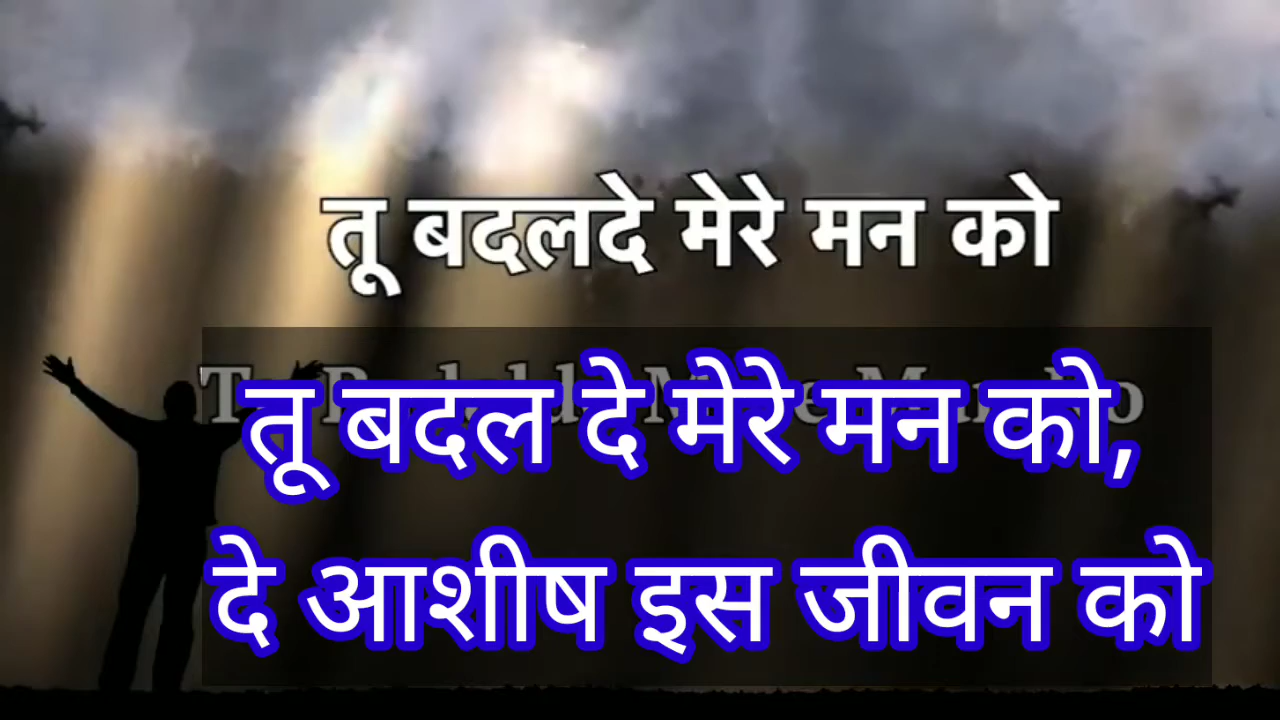 तू बदलदे मेरे मन को
तू बदल दे मेरे मन को,
दे आशीष इस जीवन को